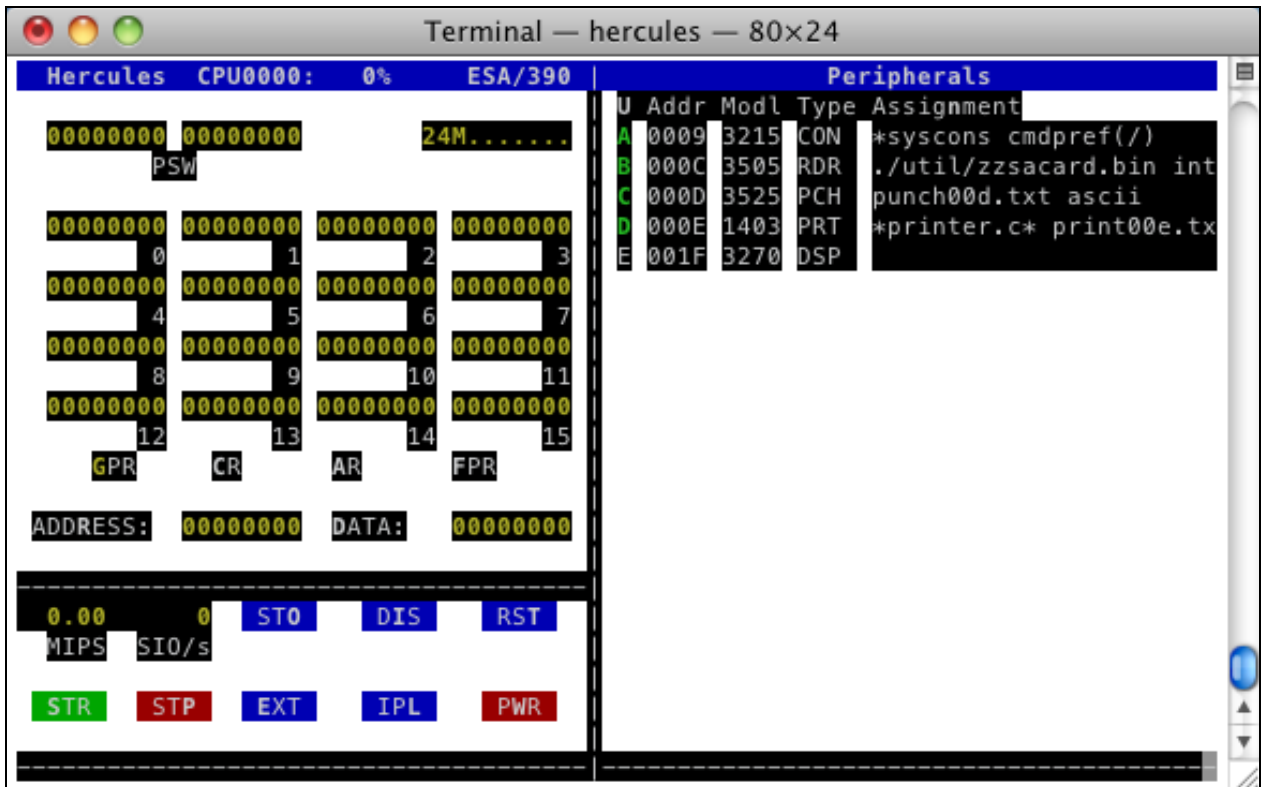 Terminal — hercules — 80×24
Hercules CPU0000: 0% ESA/390 | Peripherals
U Addr Modl Type Assignment
00000000 00000000 24M....... A 0009 3215 CON *syscons cmdpref(/)
PSW B 000C 3505 RDR ./util/zzsacard.bin int
C 000D 3525 PCH punch00d.txt ascii
00000000 00000000 00000000 00000000 D 000E 1403 PRT *printer.c* print00e.tx
0 1 2 3 E 001F 3270 DSP
00000000 00000000 00000000 00000000
4 5 6 7
00000000 00000000 00000000 00000000
8 9 10 11
00000000 00000000 00000000 00000000
12 13 14 15
GPR CR AR FPR
ADDRESS: 00000000 DATA: 00000000
0.00 0 STO DIS RST
MIPS SIO/s
STR STP EXT IPL PWR